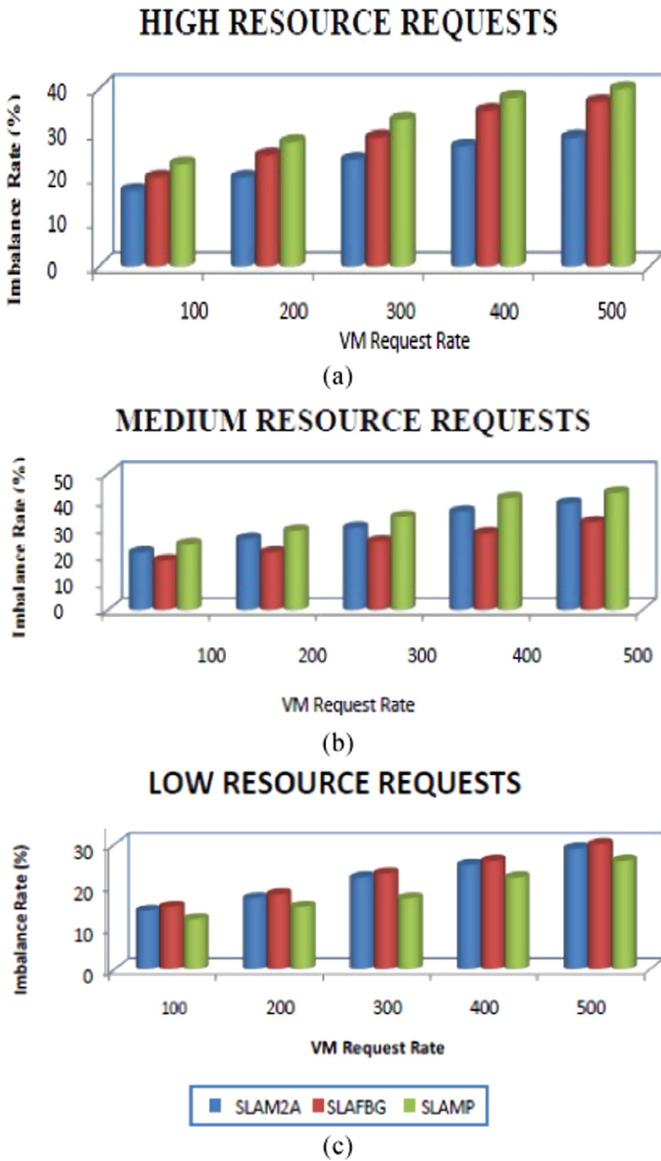 HIGH RESOURCE REQUESTS
Imbalance Rate (%)
40
30
20
10
0
100 200 300 400 500
VM Request Rate
(a)
MEDIUM RESOURCE REQUESTS
Imbalance Rate (%)
50
40
30
20
10
0
100 200 300 400 500
VM Request Rate
(b)
LOW RESOURCE REQUESTS
Imbalance Rate (%)
30
20
10
0
100 200 300 400 500
VM Request Rate
SLAM2A SLAFBG SLAMP
(c)